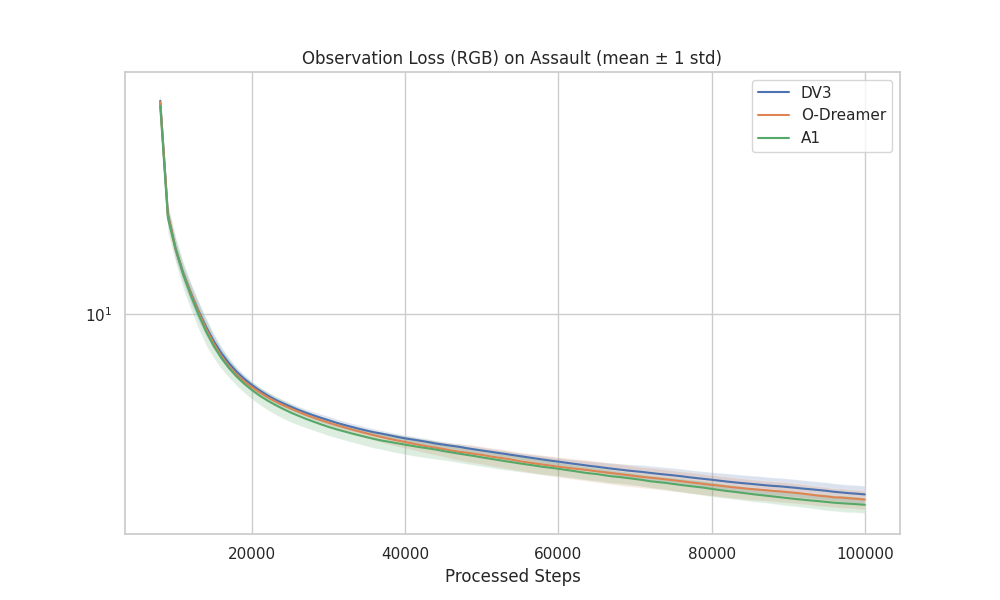 Observation Loss (RGB) on Assault (mean ± 1 std)
DV3
O-Dreamer
A1
10¹
20000 40000 60000 80000 100000
Processed Steps